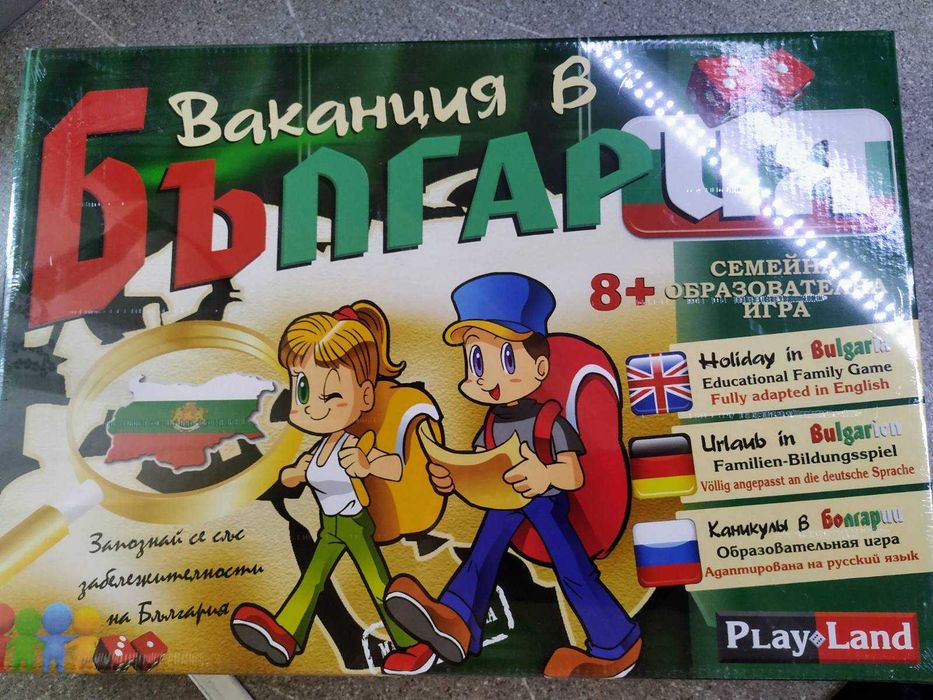 Ваканция в
БЪЛГАРИЯ
8+
СЕМЕЙНА
ОБРАЗОВАТЕЛНА
ИГРА
Holiday in Bulgaria
Educational Family Game
Fully adapted in English
Urlaub in Bulgarien
Familien-Bildungsspiel
Völlig angepasst an die deutsche Sprache
Каникулы в Болгарии
Образовательная игра
Адаптирована на русский язык
Запознай се със
забележителности
на България
PLAY LAND